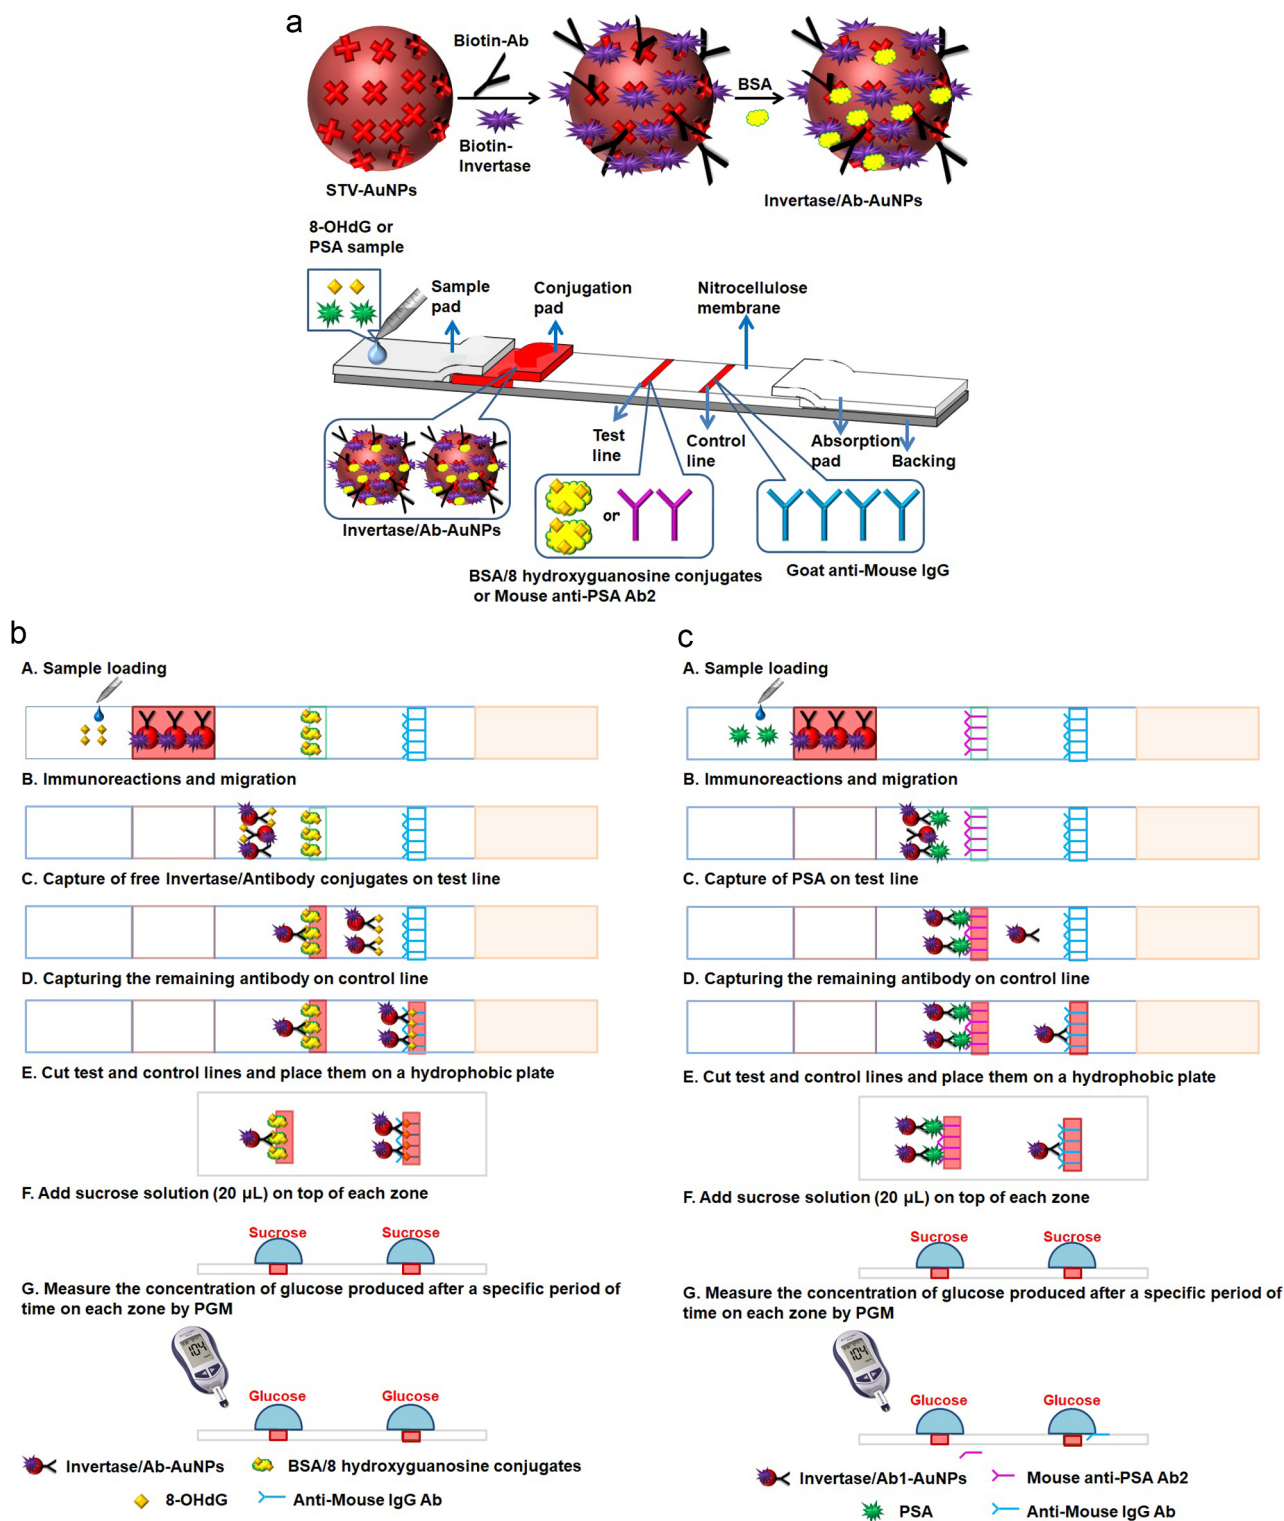 a
Biotin-Ab
Biotin-
Invertase
BSA
STV-AuNPs
Invertase/Ab-AuNPs
8-OHdG or
PSA sample
Sample
pad
Conjugation
pad
Nitrocellulose
membrane
Test
line
Control
line
Absorption
pad
Backing
Invertase/Ab-AuNPs
or
BSA/8 hydroxyguanosine conjugates
or Mouse anti-PSA Ab2
Goat anti-Mouse IgG
b
A. Sample loading
B. Immunoreactions and migration
C. Capture of free Invertase/Antibody conjugates on test line
D. Capturing the remaining antibody on control line
E. Cut test and control lines and place them on a hydrophobic plate
F. Add sucrose solution (20 µL) on top of each zone
Sucrose
Sucrose
G. Measure the concentration of glucose produced after a specific period of
time on each zone by PGM
104
Glucose
Glucose
Invertase/Ab-AuNPs
BSA/8 hydroxyguanosine conjugates
8-OHdG
Anti-Mouse IgG Ab
c
A. Sample loading
B. Immunoreactions and migration
C. Capture of PSA on test line
D. Capturing the remaining antibody on control line
E. Cut test and control lines and place them on a hydrophobic plate
F. Add sucrose solution (20 µL) on top of each zone
Sucrose
Sucrose
G. Measure the concentration of glucose produced after a specific period of
time on each zone by PGM
104
Glucose
Glucose
Invertase/Ab1-AuNPs
Mouse anti-PSA Ab2
PSA
Anti-Mouse IgG Ab